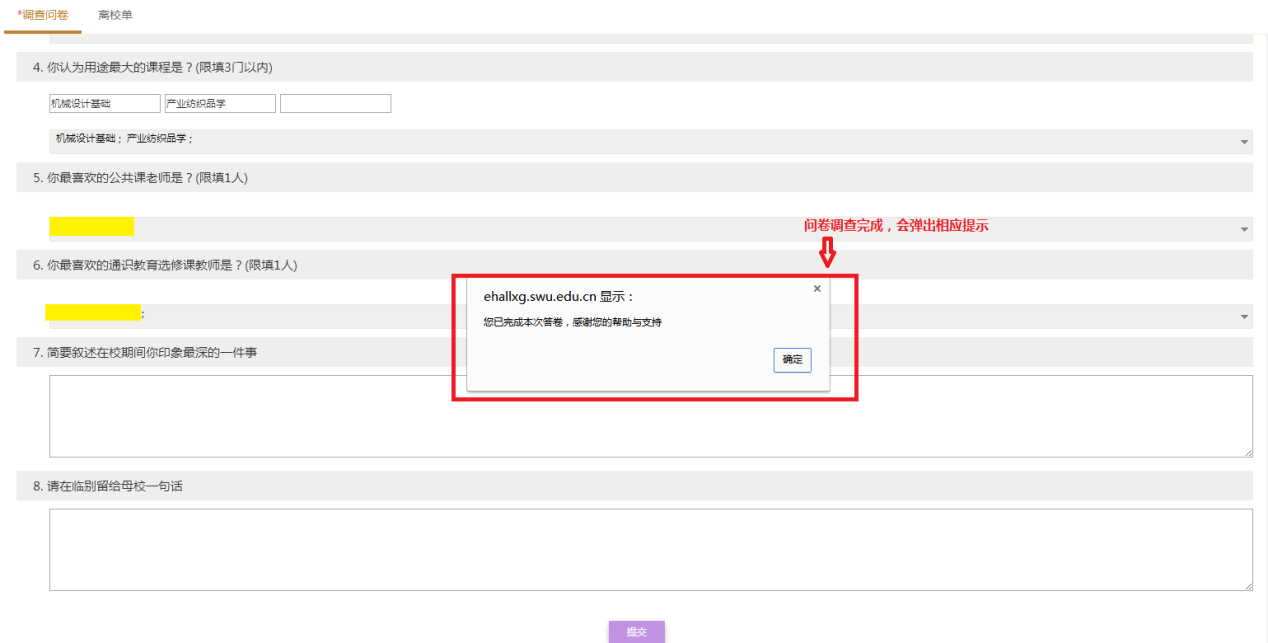 *调查问卷 离校单
4. 你认为用途最大的课程是？(限填3门以内)
机械设计基础 产业纺织品学
机械设计基础；产业纺织品学；
5. 你最喜欢的公共课老师是？(限填1人)
问卷调查完成，会弹出相应提示
6. 你最喜欢的通识教育选修课教师是？(限填1人)
ehallxg.swu.edu.cn 显示：
×
;
您已完成本次答卷，感谢您的帮助与支持
7. 简要叙述在校期间你印象最深的一件事
确定
8. 请在临别留给母校一句话
提交